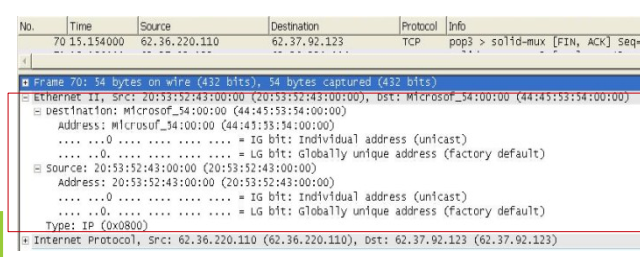 No. Time Source Destination Protocol Info
70 15.154000 62.36.220.110 62.37.92.123 TCP pop3 > solid-mux [FIN, ACK] Seq=
Frame 70: 54 bytes on wire (432 bits), 54 bytes captured (432 bits)
Ethernet II, Src: 20:53:52:43:00:00 (20:53:52:43:00:00), Dst: Microsof_54:00:00 (44:45:53:54:00:00)
Destination: Microsof_54:00:00 (44:45:53:54:00:00)
Address: Microsof_54:00:00 (44:45:53:54:00:00)
.... ...0 .... .... .... .... = IG bit: Individual address (unicast)
.... ..0. .... .... .... .... = LG bit: Globally unique address (factory default)
Source: 20:53:52:43:00:00 (20:53:52:43:00:00)
Address: 20:53:52:43:00:00 (20:53:52:43:00:00)
.... ...0 .... .... .... .... = IG bit: Individual address (unicast)
.... ..0. .... .... .... .... = LG bit: Globally unique address (factory default)
Type: IP (0x0800)
Internet Protocol, Src: 62.36.220.110 (62.36.220.110), Dst: 62.37.92.123 (62.37.92.123)